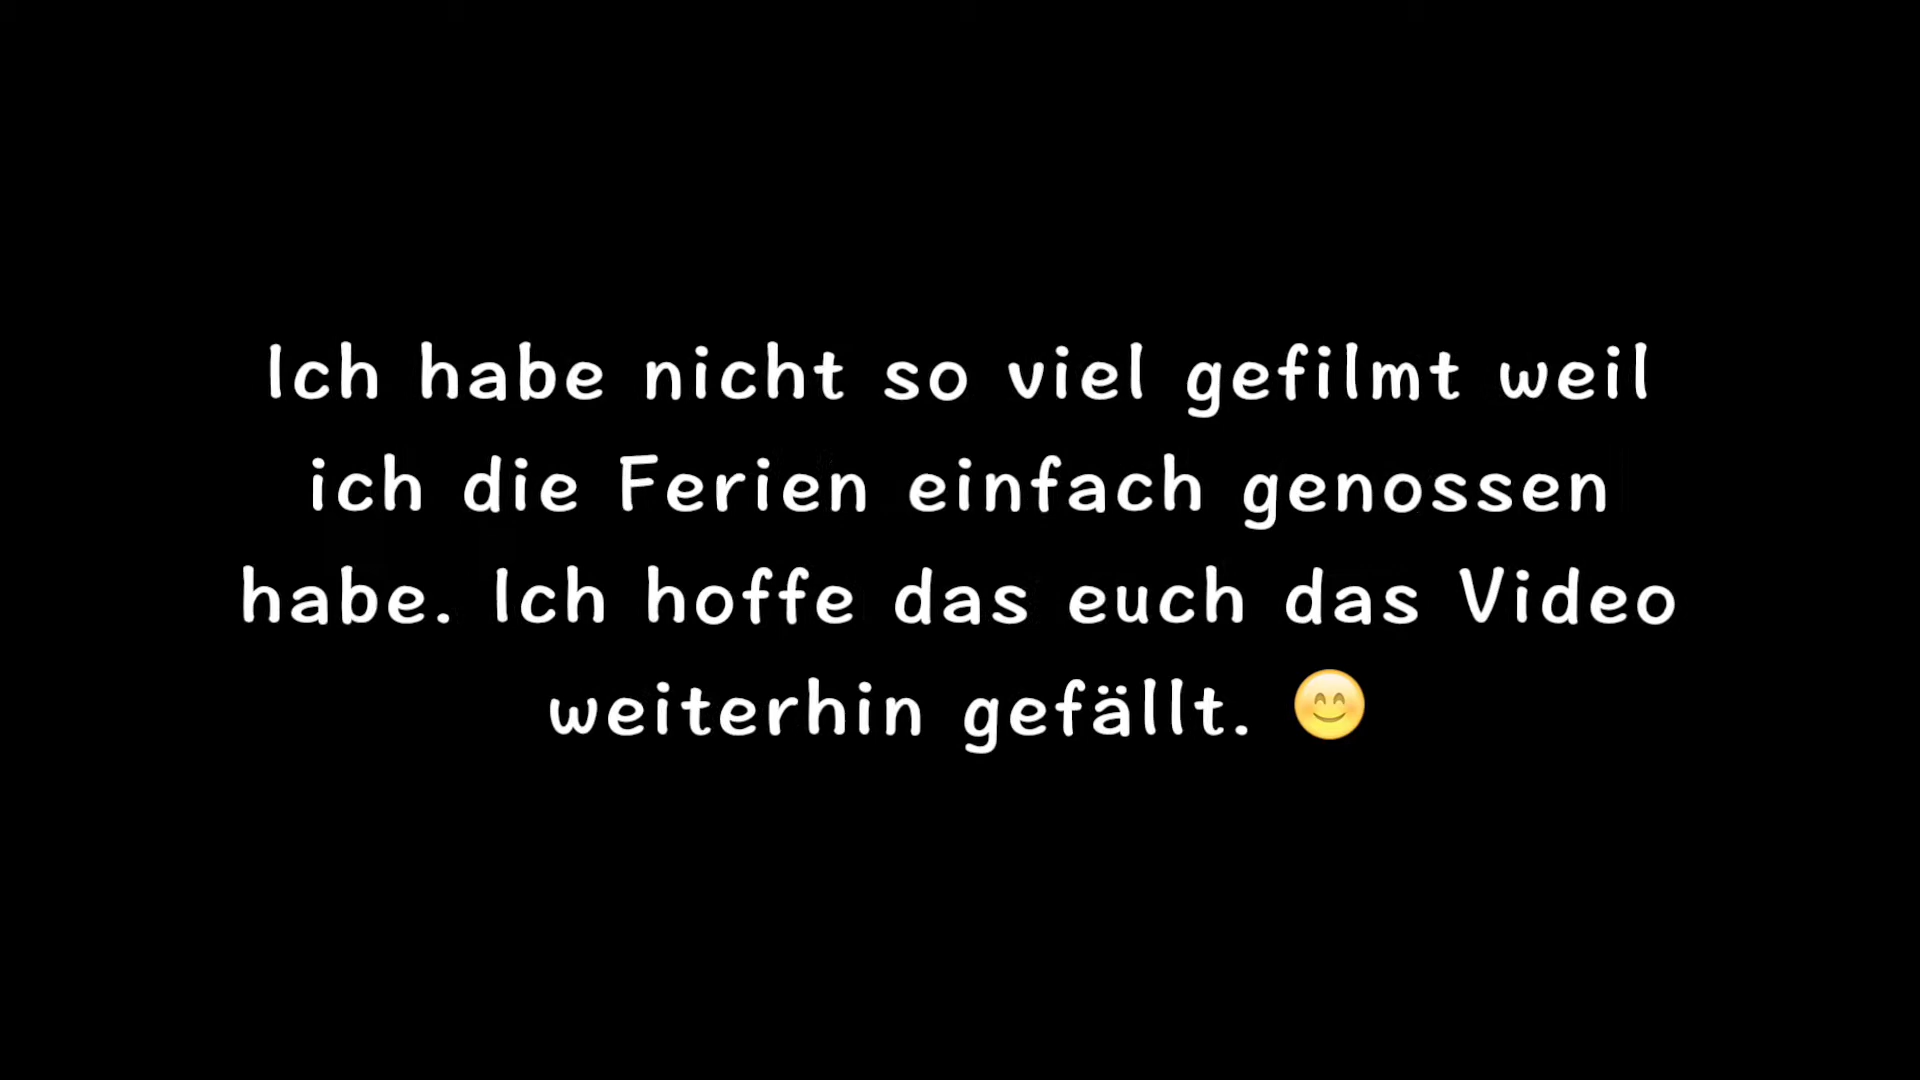 Ich habe nicht so viel gefilmt weil
ich die Ferien einfach genossen
habe. Ich hoffe das euch das Video
weiterhin gefällt. 😊